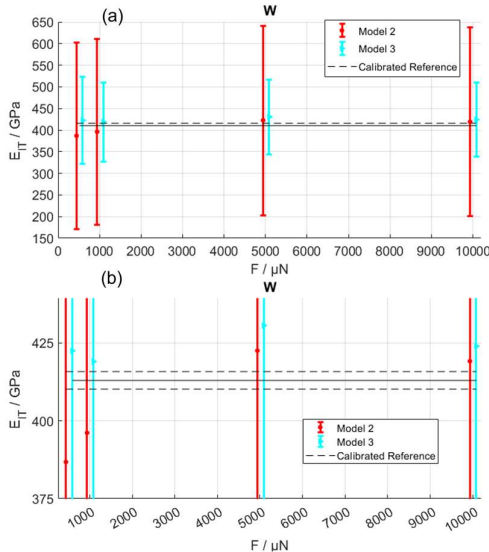 W
(a)
650
600
550
500
450
400
350
300
250
200
150
E_IT / GPa
Model 2
Model 3
Calibrated Reference
0 1000 2000 3000 4000 5000 6000 7000 8000 9000 10000
F / μN
(b)
W
425
400
375
E_IT / GPa
Model 2
Model 3
Calibrated Reference
1000 2000 3000 4000 5000 6000 7000 8000 9000 10000
F / μN